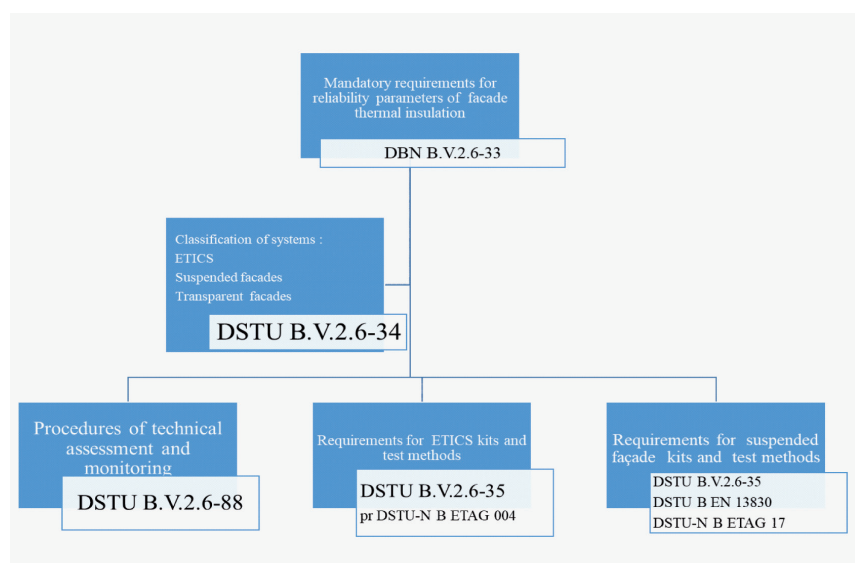 Mandatory requirements for
reliability parameters of facade
thermal insulation
DBN B.V.2.6-33
Classification of systems :
ETICS
Suspended facades
Transparent facades
DSTU B.V.2.6-34
Procedures of technical
assessment and
monitoring
DSTU B.V.2.6-88
Requirements for ETICS kits and
test methods
DSTU B.V.2.6-35
pr DSTU-N B ETAG 004
Requirements for suspended
façade kits and test methods
DSTU B.V.2.6-35
DSTU B EN 13830
DSTU-N B ETAG 17